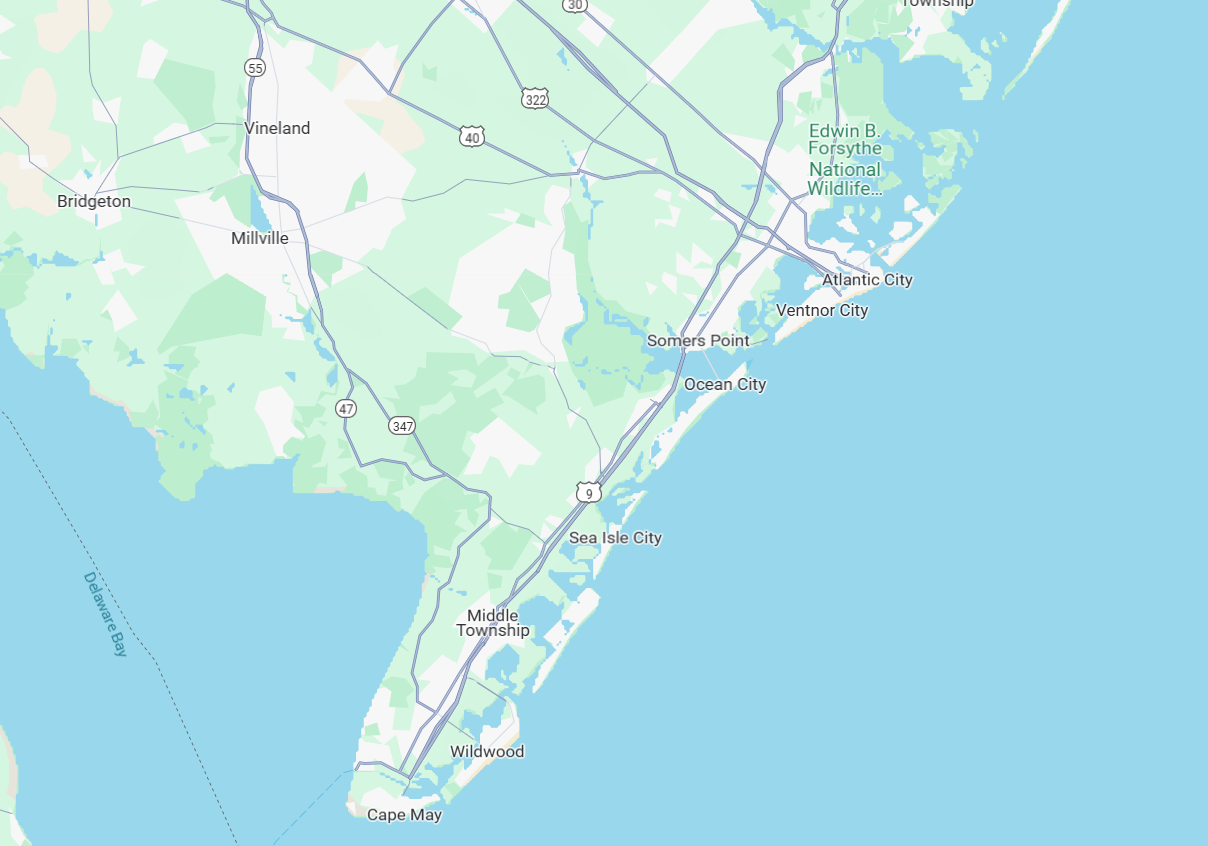 Township
30
55
322
Vineland
40
Edwin B.
Forsythe
National
Wildlife...
Bridgeton
Millville
Atlantic City
Ventnor City
Somers Point
Ocean City
47
347
9
Sea Isle City
Delaware Bay
Middle
Township
Wildwood
Cape May